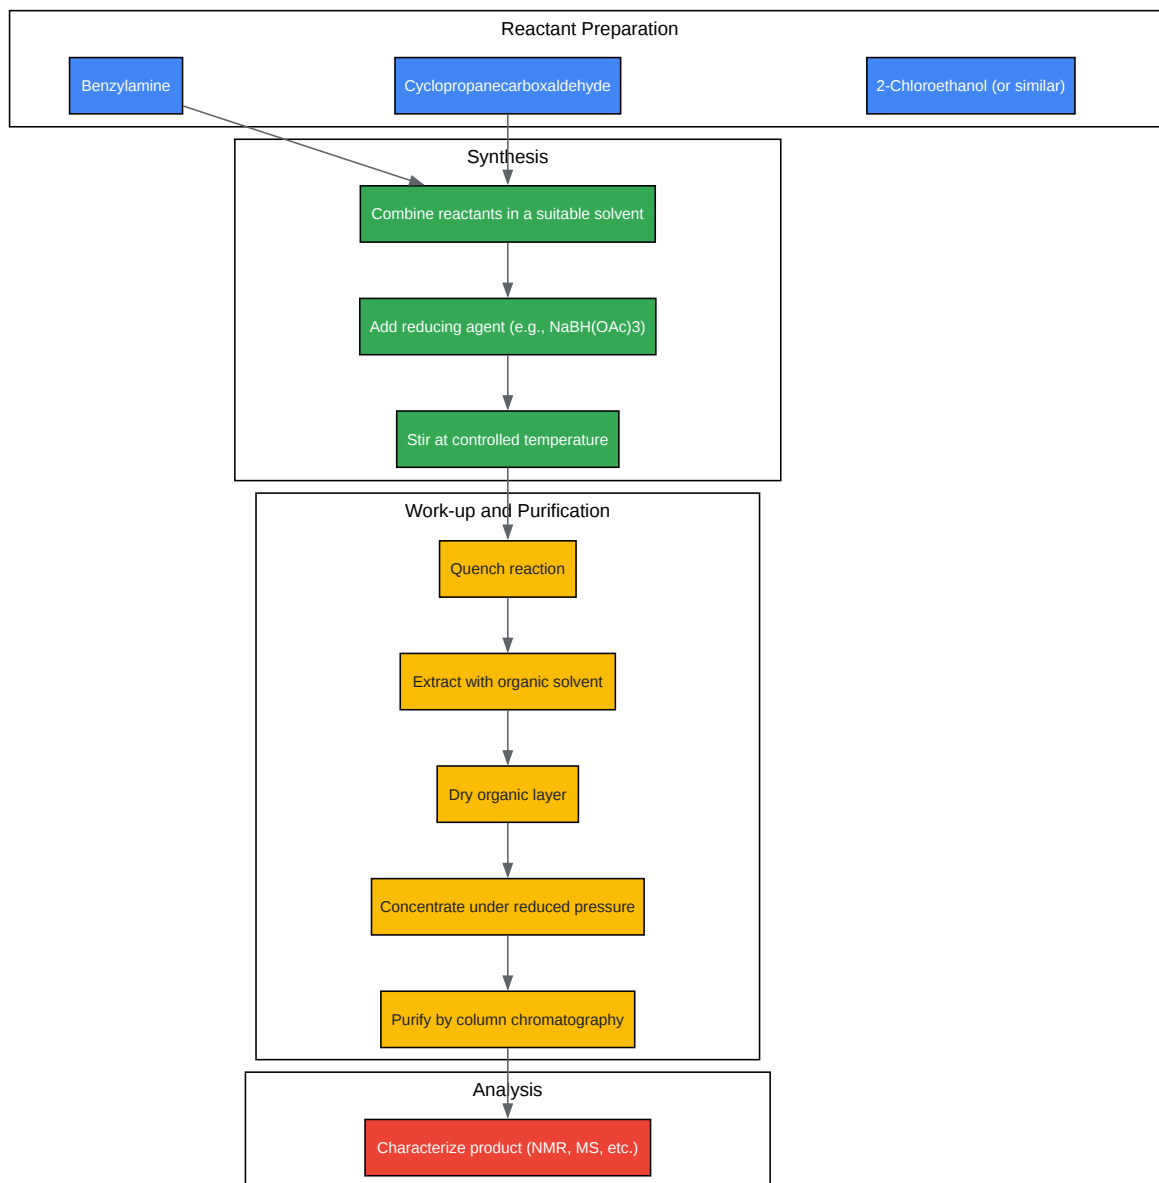 Reactant Preparation
Benzylamine
Cyclopropanecarboxaldehyde
2-Chloroethanol (or similar)
Synthesis
Combine reactants in a suitable solvent
Add reducing agent (e.g., NaBH(OAc)3)
Stir at controlled temperature
Work-up and Purification
Quench reaction
Extract with organic solvent
Dry organic layer
Concentrate under reduced pressure
Purify by column chromatography
Analysis
Characterize product (NMR, MS, etc.)